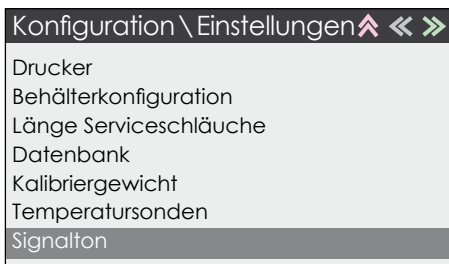 Konfiguration \ Einstellungen
Drucker
Behälterkonfiguration
Länge Serviceschläuche
Datenbank
Kalibriergewicht
Temperatursonden
Signalton